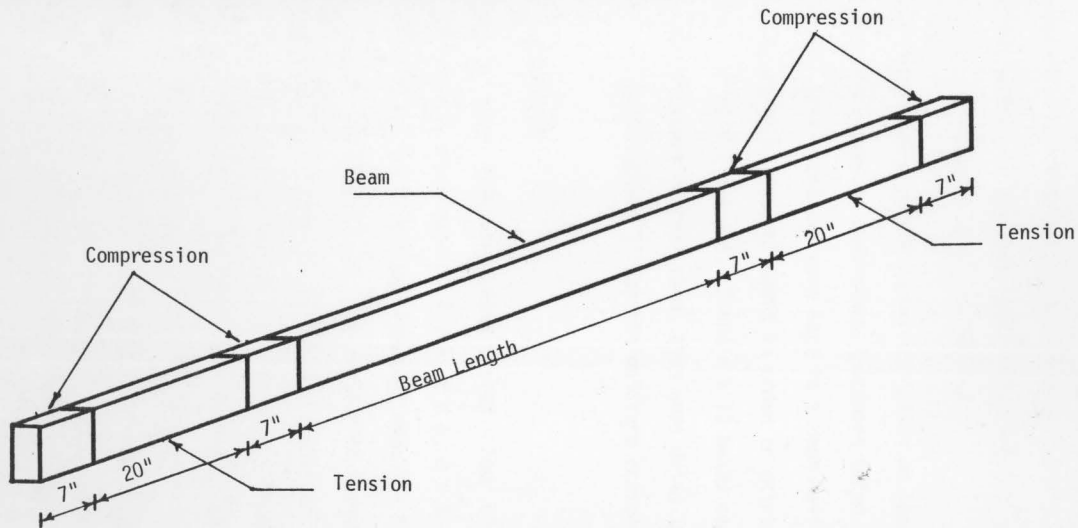 Compression
Beam
7"
Tension
20"
7"
Compression
Beam Length
7"
20"
7"
Tension